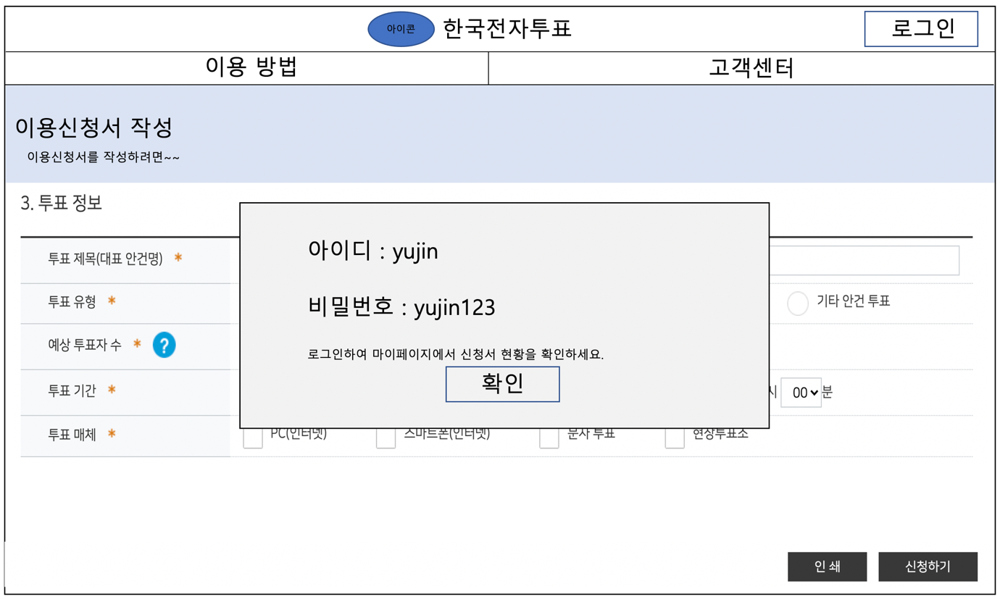 아이콘 한국전자투표 로그인
이용 방법 고객센터
이용신청서 작성
이용신청서를 작성하려면~~
3. 투표 정보
투표 제목(대표 안건명) *
투표 유형 *
기타 안건 투표
예상 투표자 수 * ?
투표 기간 *
시 00 분
투표 매체 *
PC(인터넷) 스마트폰(인터넷) 문자 투표 현장투표소
아이디 : yujin
비밀번호 : yujin123
로그인하여 마이페이지에서 신청서 현황을 확인하세요.
확인
인 쇄 신청하기